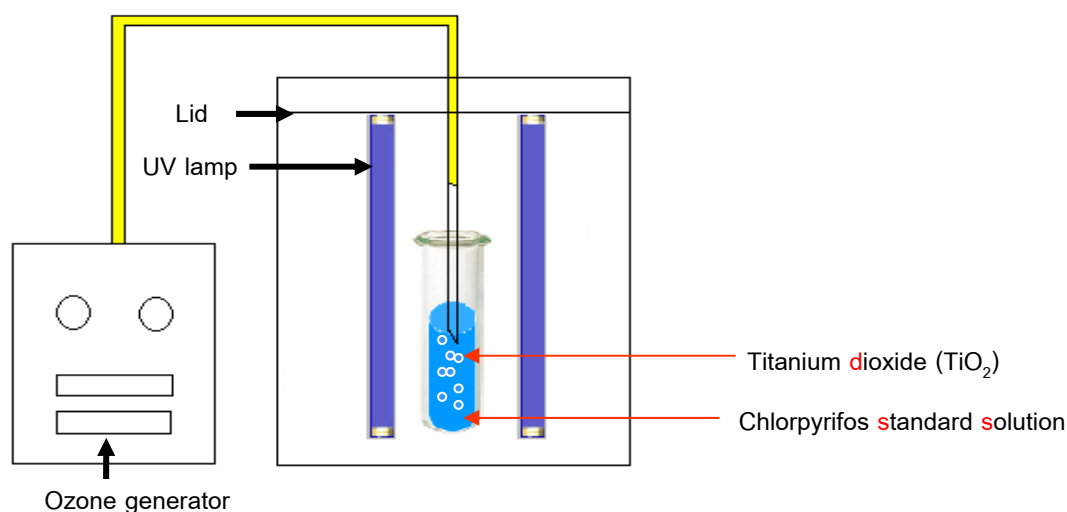 Lid
UV lamp
Titanium dioxide (TiO₂)
Chlorpyrifos standard solution
Ozone generator